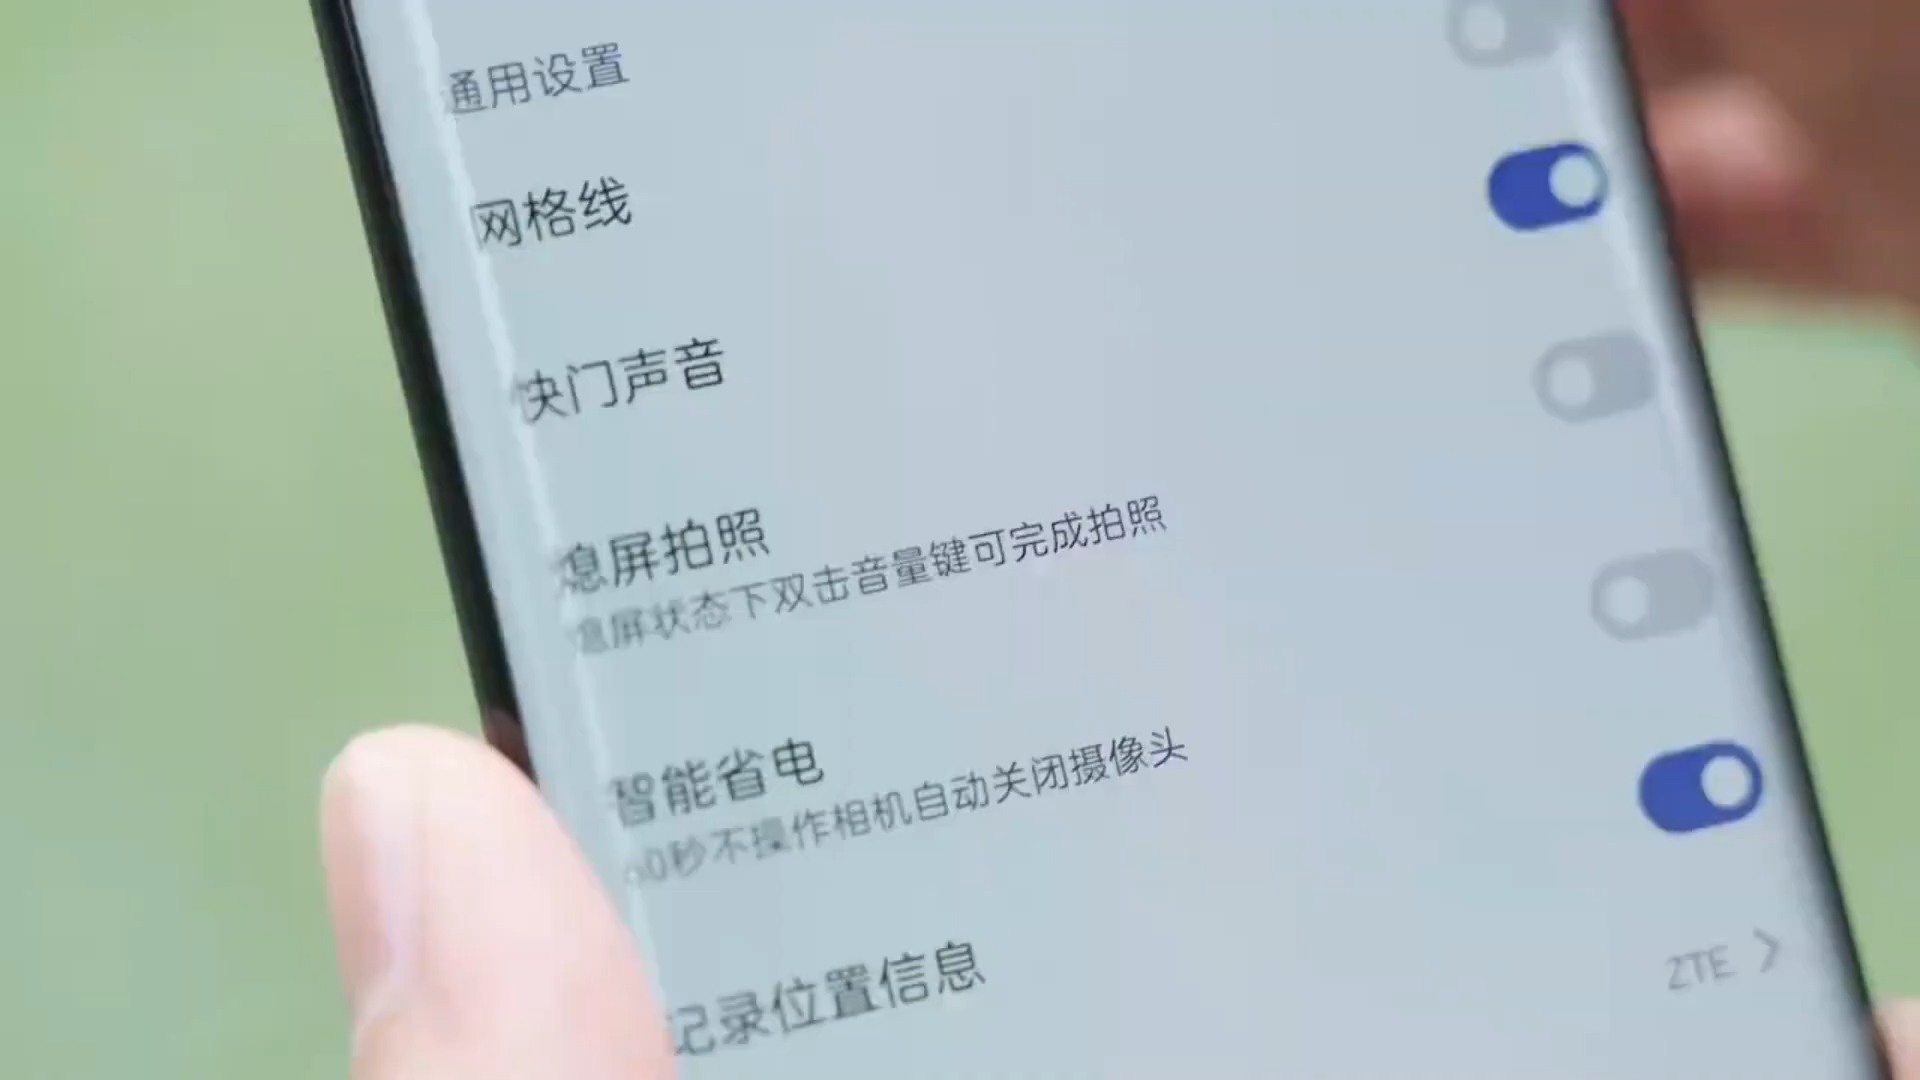 通用设置
网格线
快门声音
熄屏拍照
熄屏状态下双击音量键可完成拍照
智能省电
60秒不操作相机自动关闭摄像头
记录位置信息
ZTE